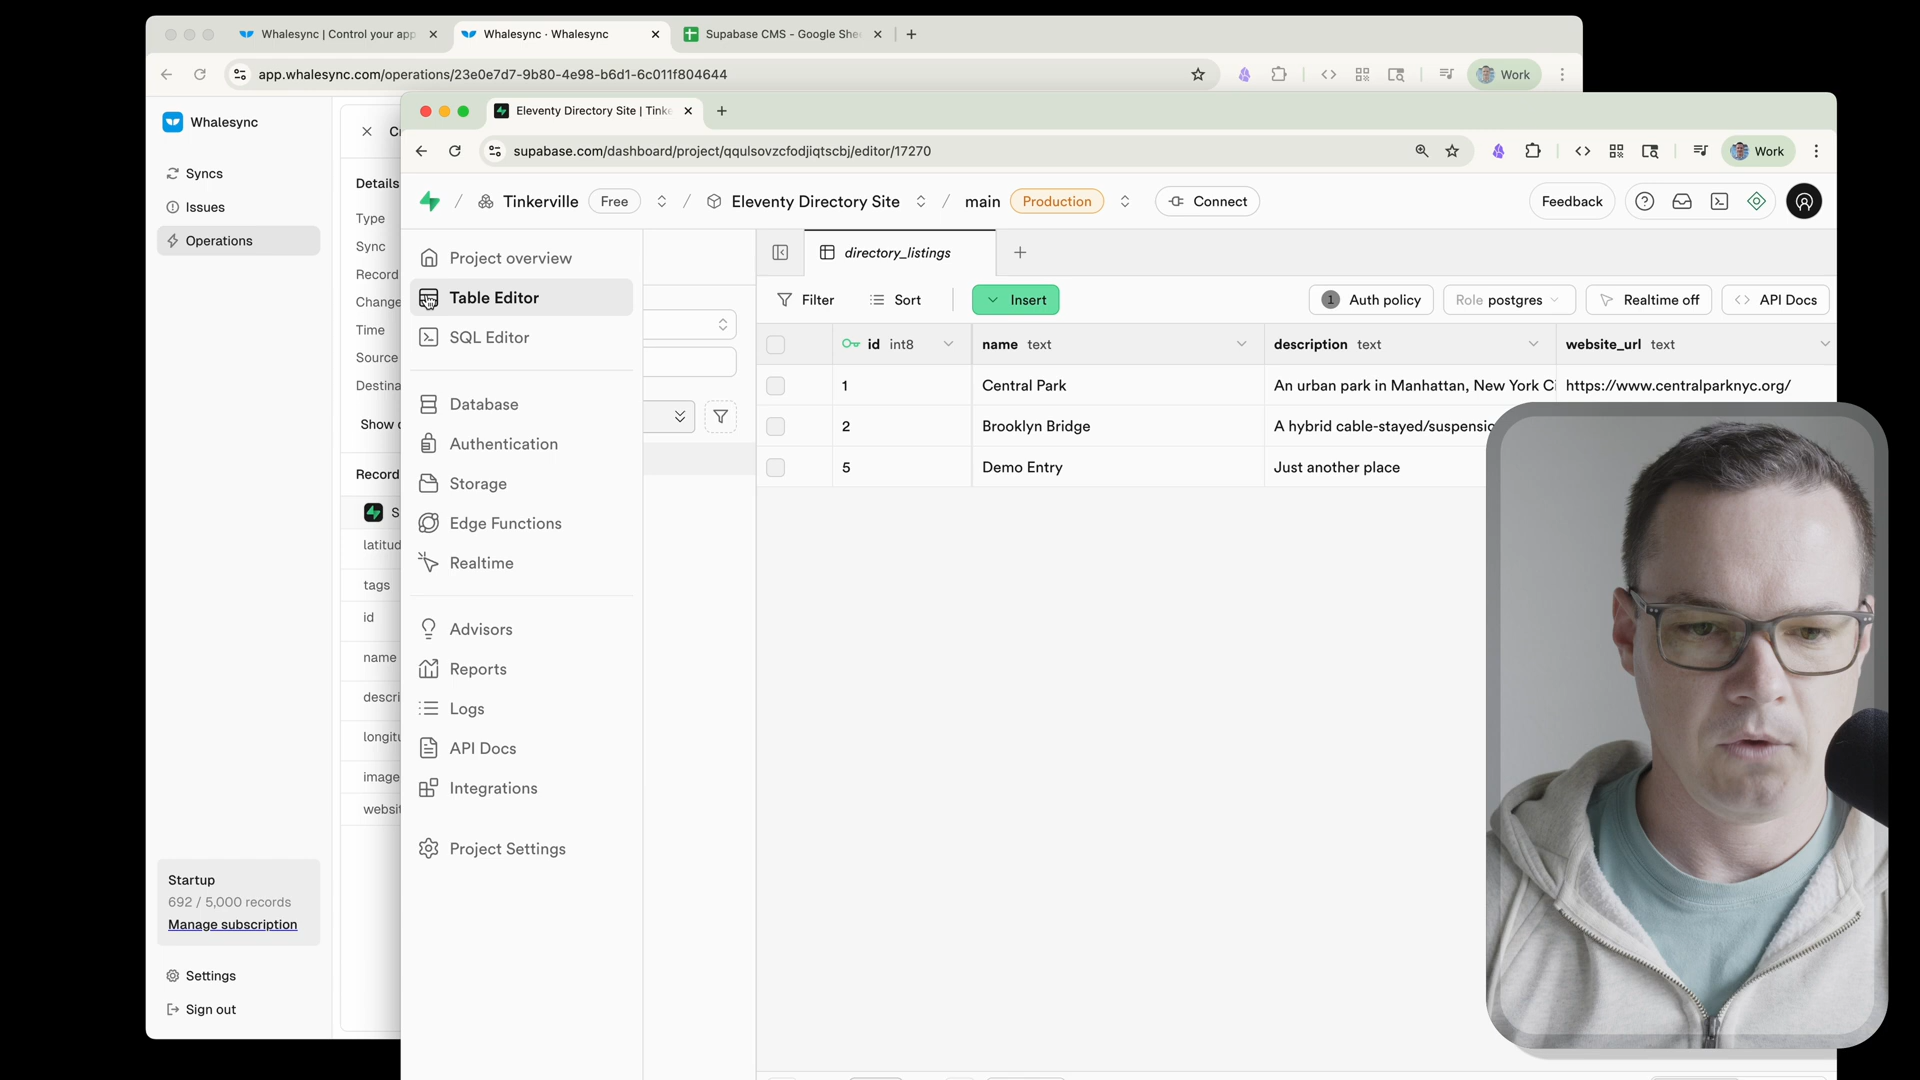 Whalesync | Control your app
Whalesync · Whalesync
Supabase CMS - Google She
app.whalesync.com/operations/23e0e7d7-9b80-4e98-b6d1-6c011f804644
Work
Whalesync
Syncs
Issues
Operations
Startup
692 / 5,000 records
Manage subscription
Settings
Sign out
Details
Type
Sync
Record
Change
Time
Source
Destina
Show
Record
S
latitud
tags
id
name
descri
longitu
image
websit
Eleventy Directory Site | Tinke
supabase.com/dashboard/project/qqulsovzcfodjiqtscbj/editor/17270
Work
/ Tinkerville Free / Eleventy Directory Site / main Production Connect
Feedback
Project overview
Table Editor
SQL Editor
Database
Authentication
Storage
Edge Functions
Realtime
Advisors
Reports
Logs
API Docs
Integrations
Project Settings
directory_listings
Filter Sort Insert 1 Auth policy Role postgres Realtime off API Docs
id int8 name text description text website_url text
1 Central Park An urban park in Manhattan, New York Ci https://www.centralparknyc.org/
2 Brooklyn Bridge A hybrid cable-stayed/suspensio
5 Demo Entry Just another place